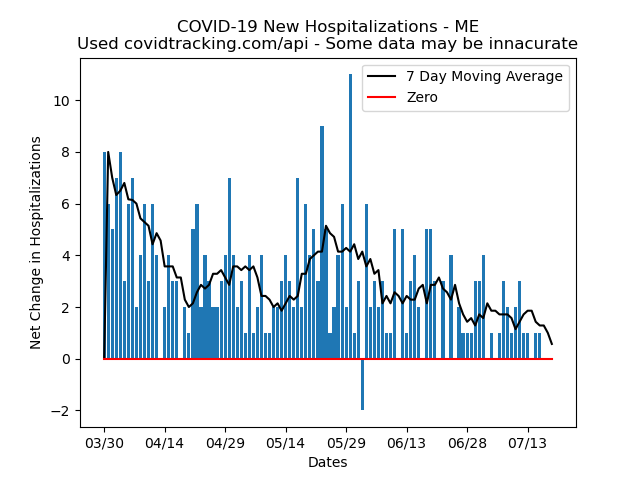 COVID-19 New Hospitalizations - ME
Used covidtracking.com/api - Some data may be innacurate
7 Day Moving Average
Zero
Net Change in Hospitalizations
10
8
6
4
2
0
−2
03/30 04/14 04/29 05/14 05/29 06/13 06/28 07/13
Dates